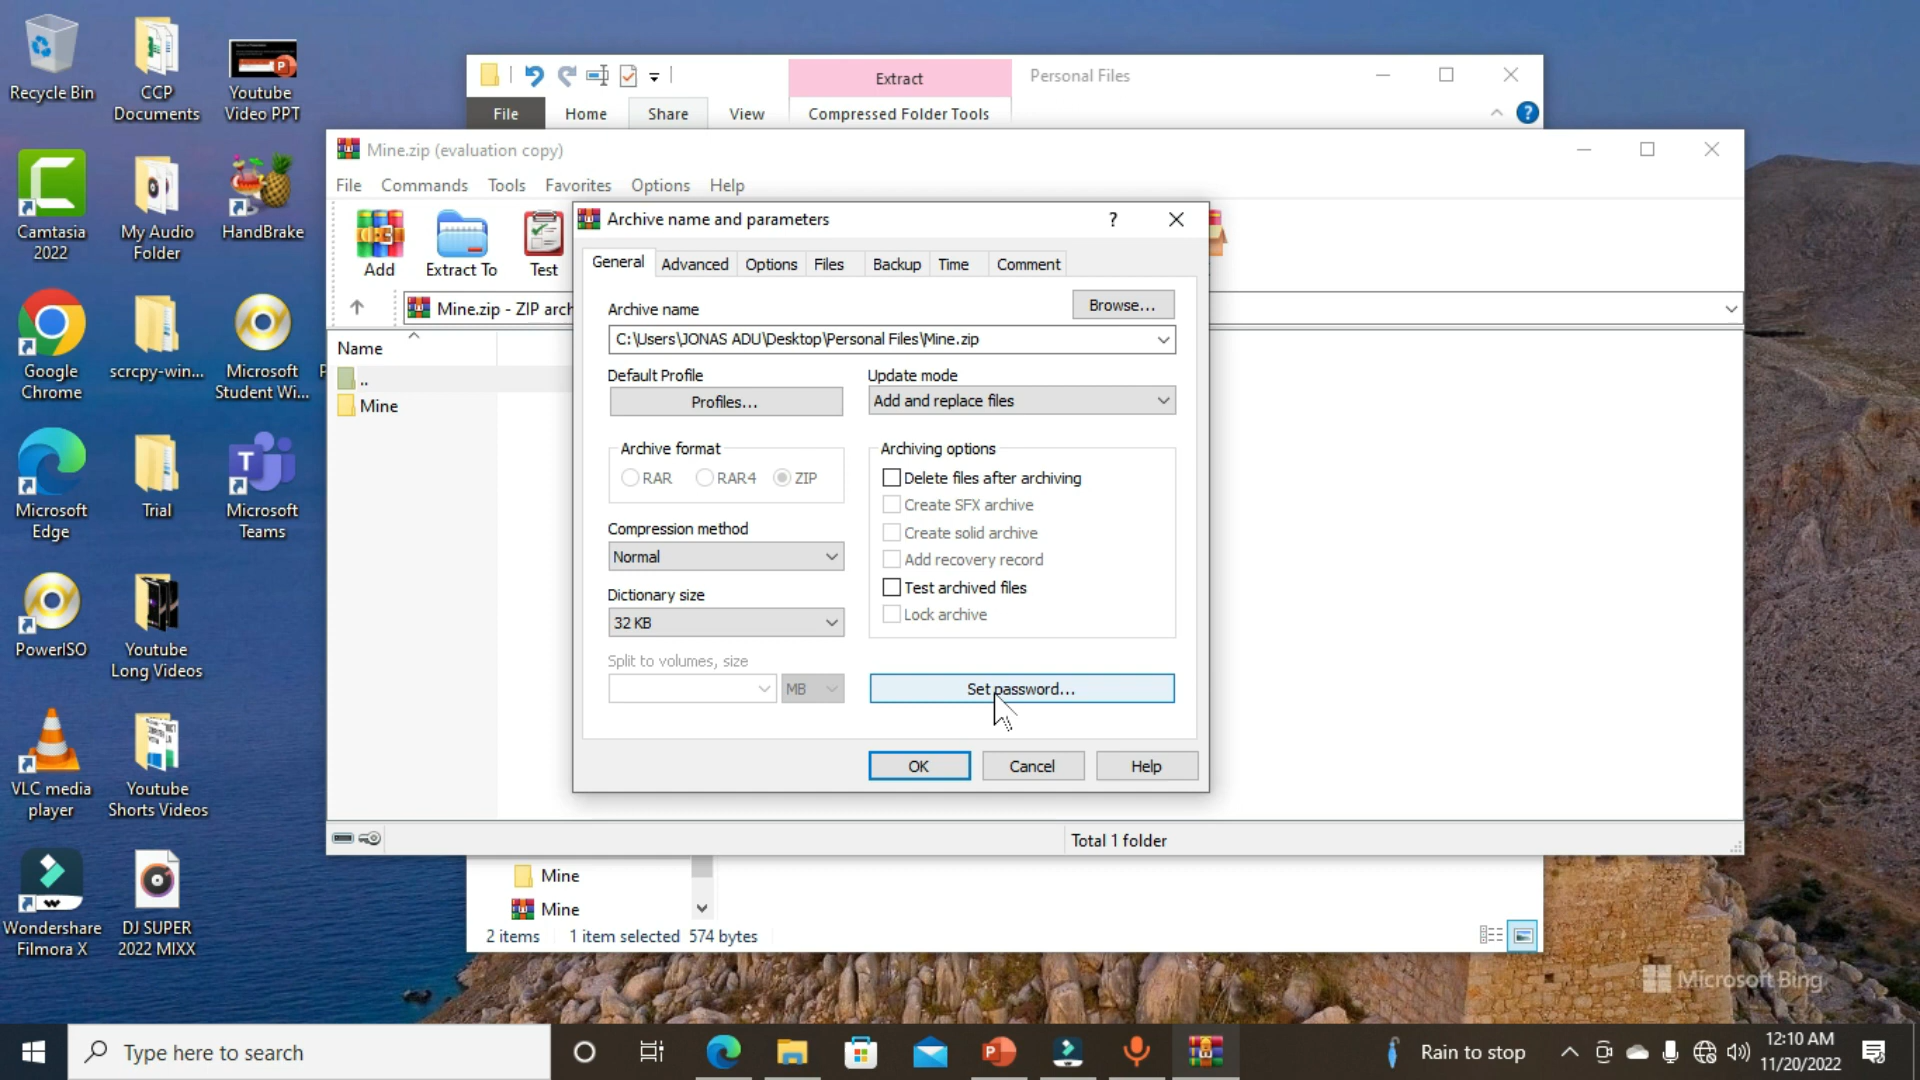 Recycle Bin
CCP
Documents
Youtube
Video PPT
Camtasia
2022
My Audio
Folder
HandBrake
Google
Chrome
scrcpy-win...
Microsoft
Student Wi...
Microsoft
Edge
Trial
Microsoft
Teams
PowerISO
Youtube
Long Videos
VLC media
player
Youtube
Shorts Videos
Wondershare
Filmora X
DJ SUPER
2022 MIXX
Extract
Personal Files
File
Home
Share
View
Compressed Folder Tools
Mine.zip (evaluation copy)
File
Commands
Tools
Favorites
Options
Help
Add
Extract To
Test
Mine.zip - ZIP arch
Name
..
Mine
Archive name and parameters
General
Advanced
Options
Files
Backup
Time
Comment
Archive name
Browse...
C:\Users\JONAS ADU\Desktop\Personal Files\Mine.zip
Default Profile
Profiles...
Update mode
Add and replace files
Archive format
RAR
RAR4
ZIP
Compression method
Normal
Dictionary size
32 KB
Split to volumes, size
MB
Archiving options
Delete files after archiving
Create SFX archive
Create solid archive
Add recovery record
Test archived files
Lock archive
Set password...
OK
Cancel
Help
Total 1 folder
Mine
Mine
2 items
1 item selected 574 bytes
Microsoft Bing
Type here to search
Rain to stop
12:10 AM
11/20/2022